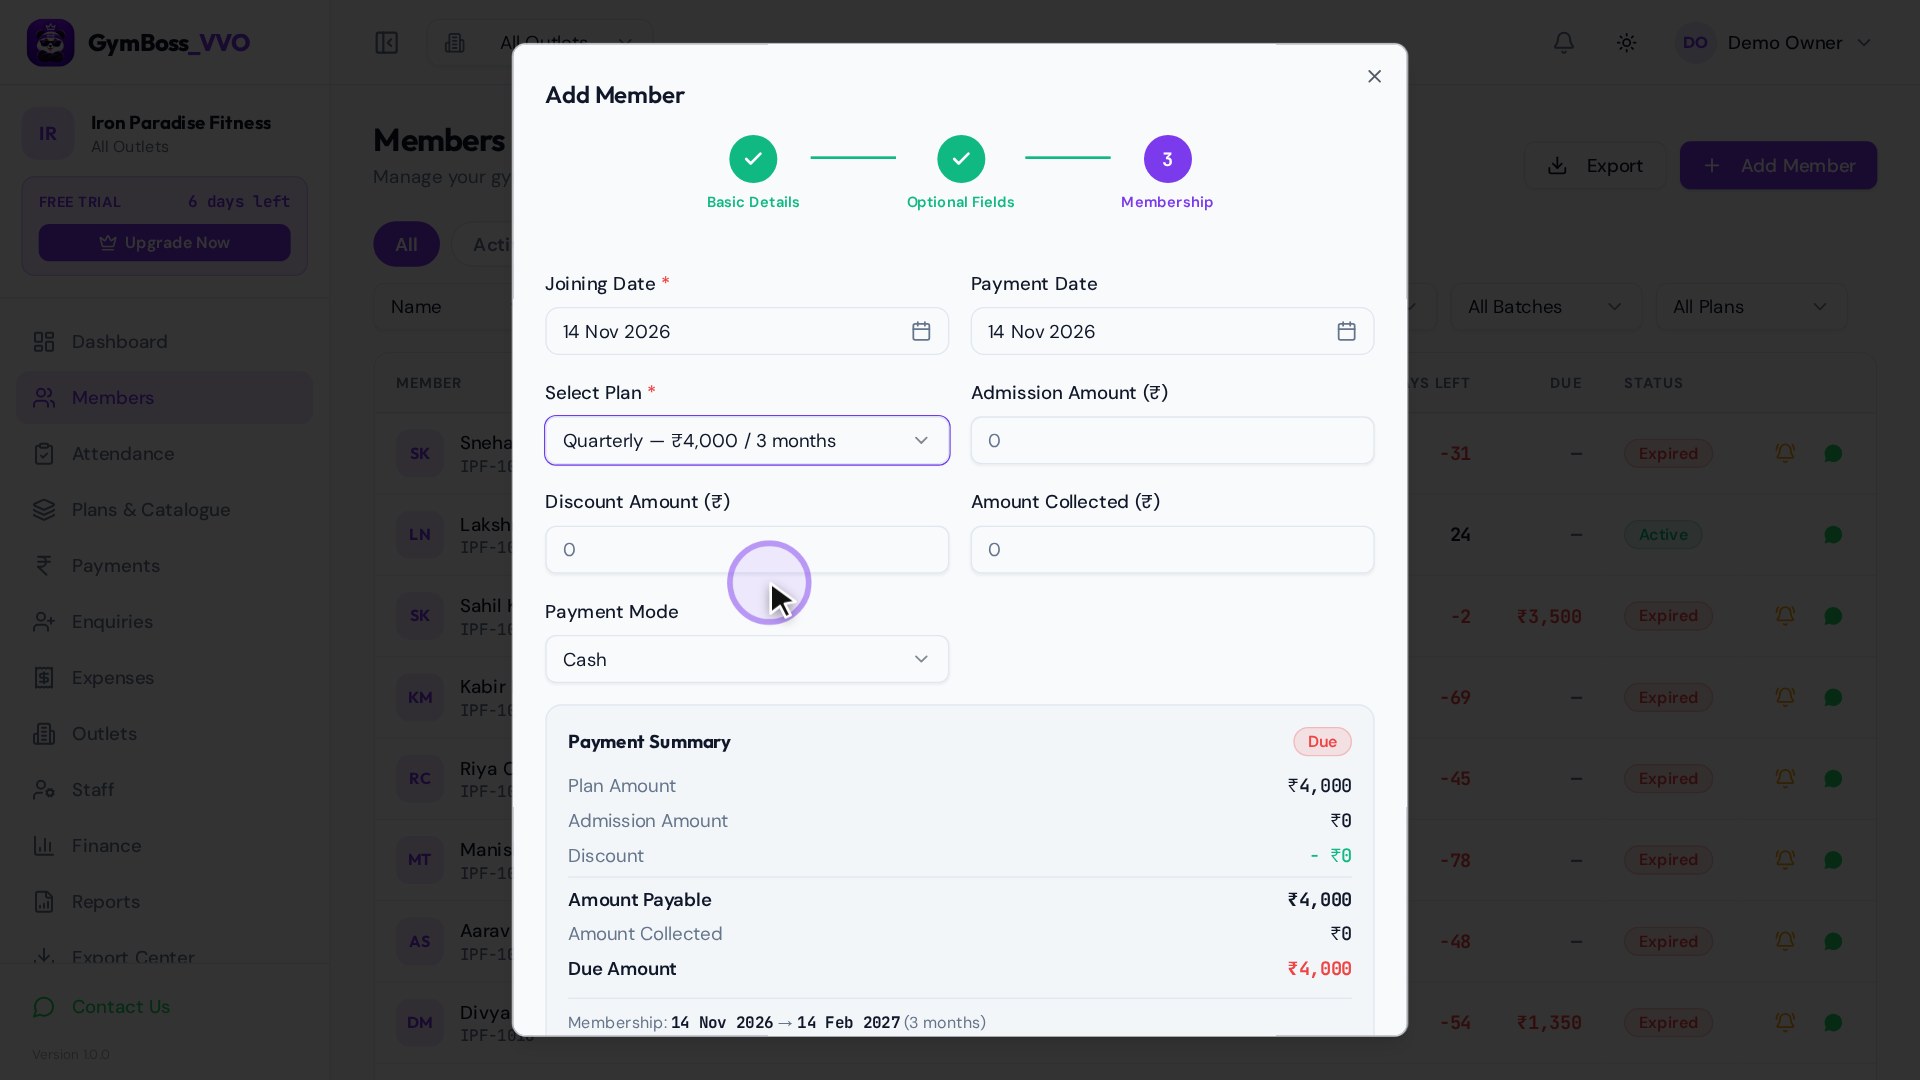 GymBoss_VVO
All Outlets
DO
Demo Owner
IR
Iron Paradise Fitness
All Outlets
FREE TRIAL
6 days left
Upgrade Now
Dashboard
Members
Attendance
Plans & Catalogue
Payments
Enquiries
Expenses
Outlets
Staff
Finance
Reports
Export Center
Contact Us
Version 1.0.0
Members
Manage your
Export
Add Member
All
Name
All Batches
All Plans
MEMBER
LEFT
DUE
STATUS
SK
-31
—
Expired
LN
24
—
Active
SK
Sahil
-2
₹3,500
Expired
KM
Kabir
-69
—
Expired
RC
Riya
-45
—
Expired
MT
-78
—
Expired
AS
Aarav
-48
—
Expired
DM
Divya
-54
₹1,350
Expired
Add Member
3
Basic Details
Optional Fields
Membership
Joining Date *
Payment Date
14 Nov 2026
14 Nov 2026
Select Plan *
Admission Amount (₹)
Quarterly — ₹4,000 / 3 months
0
Discount Amount (₹)
Amount Collected (₹)
0
0
Payment Mode
Cash
Payment Summary
Due
Plan Amount
₹4,000
Admission Amount
₹0
Discount
- ₹0
Amount Payable
₹4,000
Amount Collected
₹0
Due Amount
₹4,000
Membership: 14 Nov 2026 → 14 Feb 2027 (3 months)